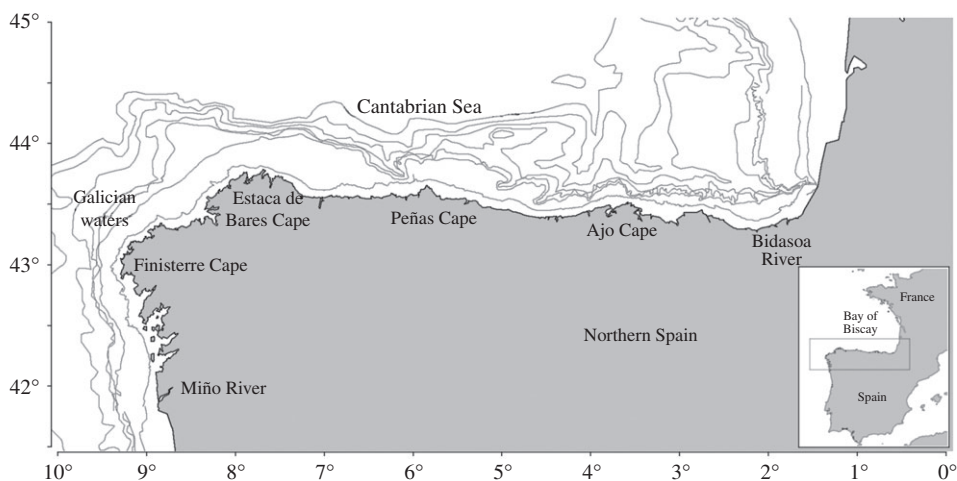 45°
Cantabrian Sea
44°
Galician
waters
Estaca de
Bares Cape
Peñas Cape
Ajo Cape
Bidasoa
River
43°
Finisterre Cape
France
Bay of
Biscay
Northern Spain
42°
Miño River
Spain
10° 9° 8° 7° 6° 5° 4° 3° 2° 1° 0°